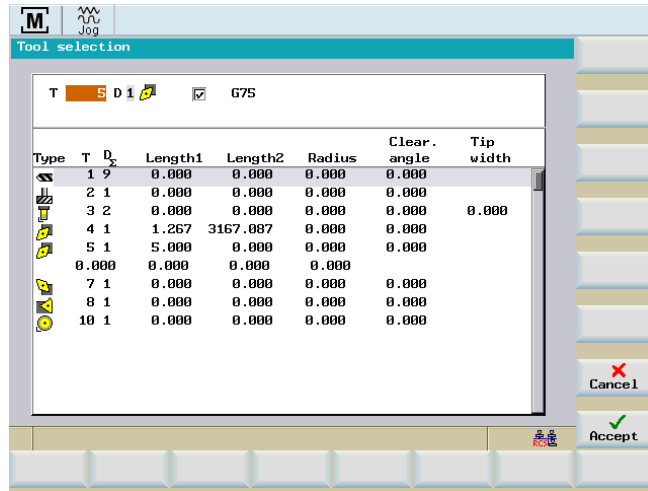 M
Jog
Tool selection
T 5 D 1 G75
Clear. Tip
Type T DΣ Length1 Length2 Radius angle width
1 9 0.000 0.000 0.000 0.000
2 1 0.000 0.000 0.000 0.000
3 2 0.000 0.000 0.000 0.000 0.000
4 1 1.267 3167.087 0.000 0.000
5 1 5.000 0.000 0.000 0.000
0.000 0.000 0.000 0.000
7 1 0.000 0.000 0.000 0.000
8 1 0.000 0.000 0.000 0.000
10 1 0.000 0.000 0.000 0.000
Cancel
RCS
Accept